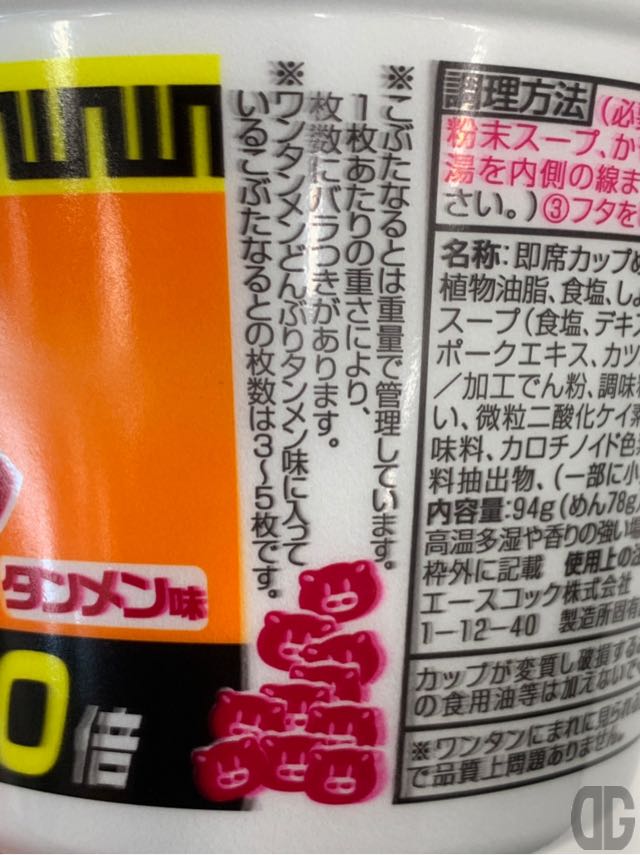 ※こぶたなるとは重量で管理しています。
1枚あたりの重さにより、
枚数にバラつきがあります。
※ワンタンメンどんぶりタンメン味に入って
いるこぶたなるとの枚数は3〜5枚です。
タンメン味
0倍
調理方法
粉末スープ、か
湯を内側の線ま
さい。)③フタを
名称:即席カップめ
植物油脂、食塩、しょ
スープ(食塩、デキス
ポークエキス、カツ
/加工でん粉、調味料
い、微粒二酸化ケイ素
味料、カロチノイド色
料抽出物、(一部に小
内容量:94g(めん78g)
高温多湿や香りの強い場
枠外に記載 使用上の注
エースコック株式会社
1-12-40 製造所固有
カップが変質し破損する
の食用油等は加えないで
※ワンタンにまれに見られ
で品質上問題ありません。
DG